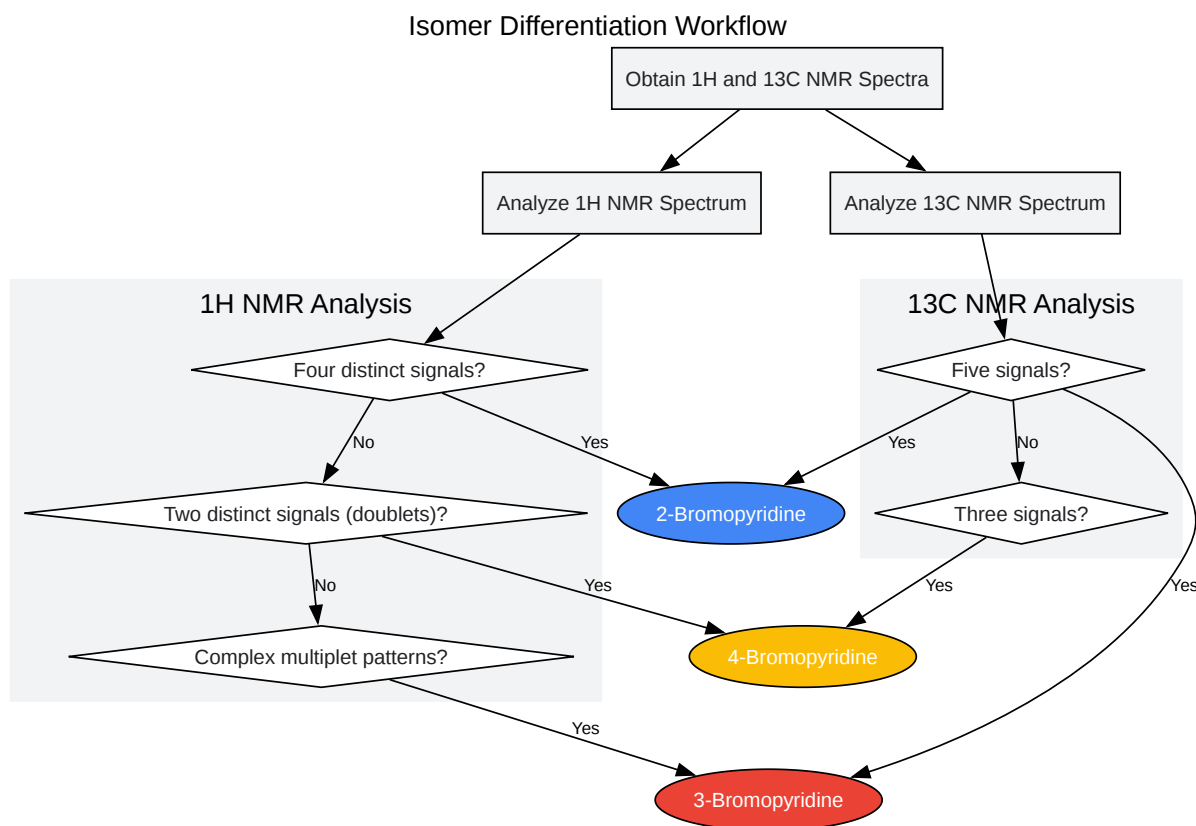 Isomer Differentiation Workflow
Obtain 1H and 13C NMR Spectra
Analyze 1H NMR Spectrum
Analyze 13C NMR Spectrum
1H NMR Analysis
13C NMR Analysis
Four distinct signals?
Five signals?
No
Yes
Yes
No
Two distinct signals (doublets)?
2-Bromopyridine
Three signals?
No
Yes
Yes
Yes
Complex multiplet patterns?
4-Bromopyridine
Yes
3-Bromopyridine